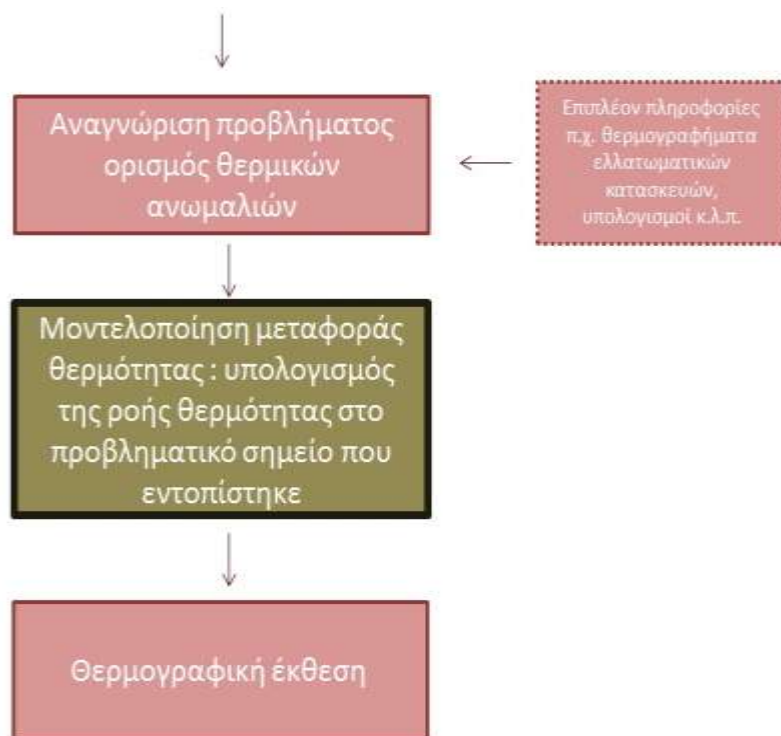 Αναγνώριση προβλήματος
ορισμός θερμικών
ανωμαλιών
Επιπλέον πληροφορίες
π.χ. θερμογραφήματα
ελλατωματικών
κατασκευών,
υπολογισμοί κ.λ.π.
Μοντελοποίηση μεταφοράς
θερμότητας : υπολογισμός
της ροής θερμότητας στο
προβληματικό σημείο που
εντοπίστηκε
Θερμογραφική έκθεση